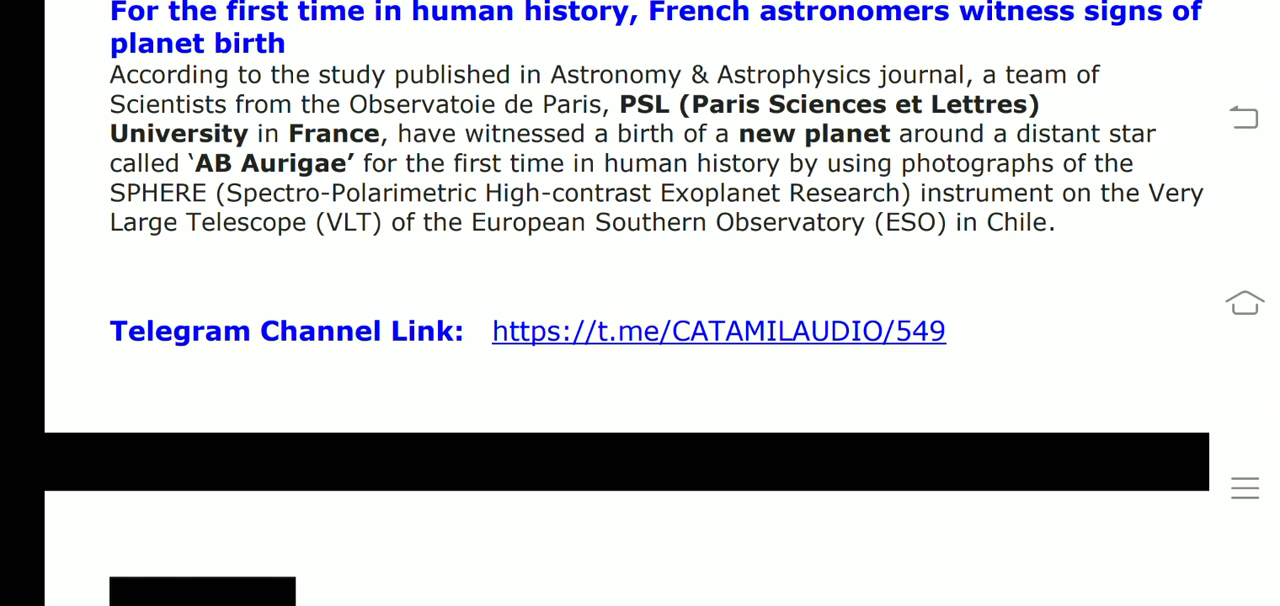 For the first time in human history, French astronomers witness signs of
planet birth
According to the study published in Astronomy & Astrophysics journal, a team of
Scientists from the Observatoie de Paris, PSL (Paris Sciences et Lettres)
University in France, have witnessed a birth of a new planet around a distant star
called ‘AB Aurigae’ for the first time in human history by using photographs of the
SPHERE (Spectro-Polarimetric High-contrast Exoplanet Research) instrument on the Very
Large Telescope (VLT) of the European Southern Observatory (ESO) in Chile.
Telegram Channel Link: https://t.me/CATAMILAUDIO/549